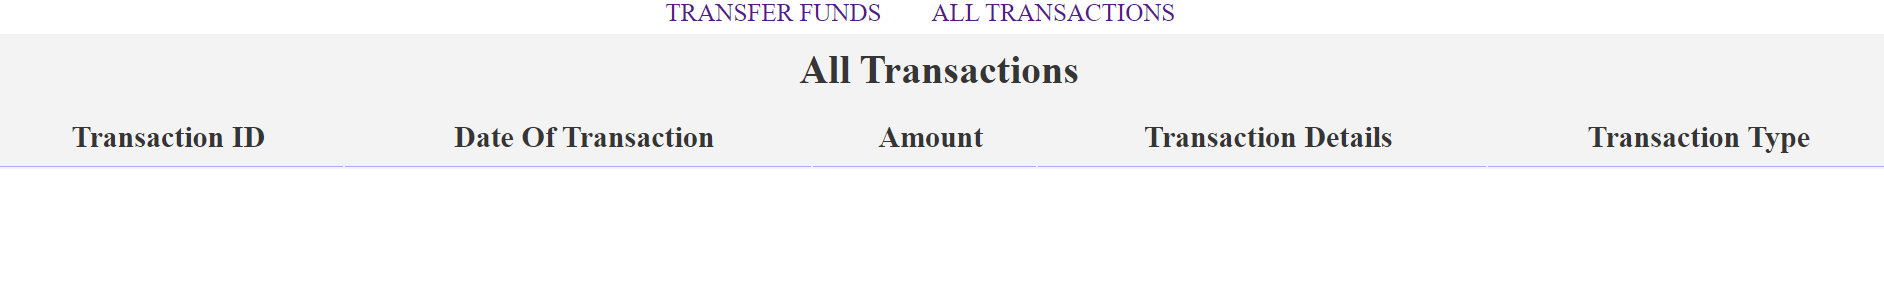 TRANSFER FUNDS ALL TRANSACTIONS
All Transactions
Transaction ID Date Of Transaction Amount Transaction Details Transaction Type